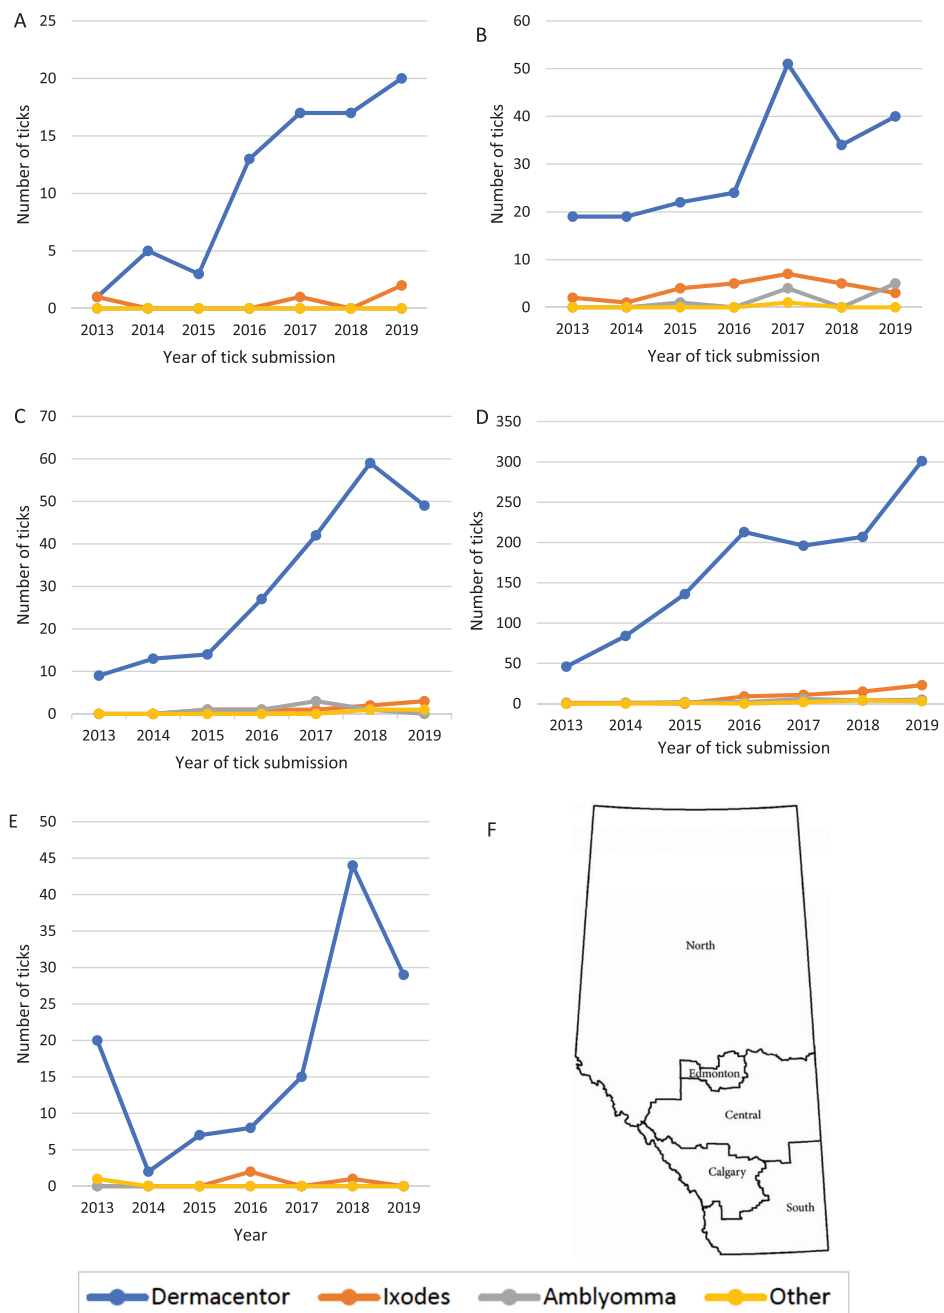 A
25
20
15
10
5
0
Number of ticks
2013 2014 2015 2016 2017 2018 2019
Year of tick submission
B
60
50
40
30
20
10
0
Number of ticks
2013 2014 2015 2016 2017 2018 2019
Year of tick submission
C
70
60
50
40
30
20
10
0
Number of ticks
2013 2014 2015 2016 2017 2018 2019
Year of tick submission
D
350
300
250
200
150
100
50
0
Number of ticks
2013 2014 2015 2016 2017 2018 2019
Year of tick submission
E
50
45
40
35
30
25
20
15
10
5
0
Number of ticks
2013 2014 2015 2016 2017 2018 2019
Year
F
North
Edmonton
Central
Calgary
South
Dermacentor Ixodes Amblyomma Other